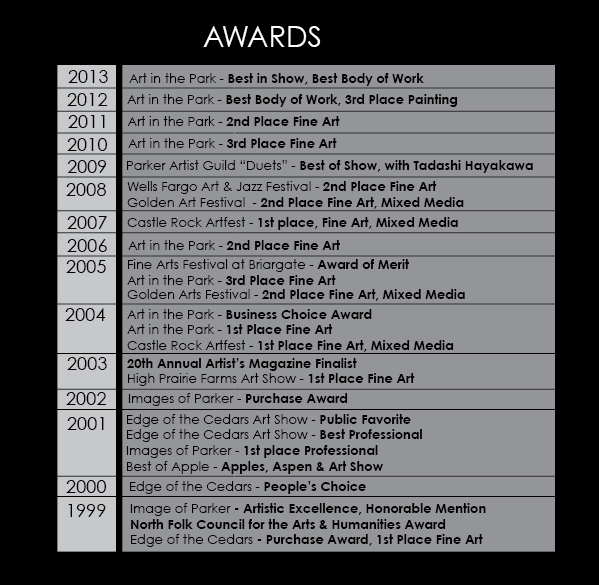 AWARDS
2013 Art in the Park - Best in Show, Best Body of Work
2012 Art in the Park - Best Body of Work, 3rd Place Painting
2011 Art in the Park - 2nd Place Fine Art
2010 Art in the Park - 3rd Place Fine Art
2009 Parker Artist Guild “Duets” - Best of Show, with Tadashi Hayakawa
2008 Wells Fargo Art & Jazz Festival - 2nd Place Fine Art
Golden Art Festival - 2nd Place Fine Art, Mixed Media
2007 Castle Rock Artfest - 1st place, Fine Art, Mixed Media
2006 Art in the Park - 2nd Place Fine Art
2005 Fine Arts Festival at Briargate - Award of Merit
Art in the Park - 3rd Place Fine Art
Golden Arts Festival - 2nd Place Fine Art, Mixed Media
2004 Art in the Park - Business Choice Award
Art in the Park - 1st Place Fine Art
Castle Rock Artfest - 1st Place Fine Art, Mixed Media
2003 20th Annual Artist’s Magazine Finalist
High Prairie Farms Art Show - 1st Place Fine Art
2002 Images of Parker - Purchase Award
2001 Edge of the Cedars Art Show - Public Favorite
Edge of the Cedars Art Show - Best Professional
Images of Parker - 1st place Professional
Best of Apple - Apples, Aspen & Art Show
2000 Edge of the Cedars - People’s Choice
1999 Image of Parker - Artistic Excellence, Honorable Mention
North Folk Council for the Arts & Humanities Award
Edge of the Cedars - Purchase Award, 1st Place Fine Art